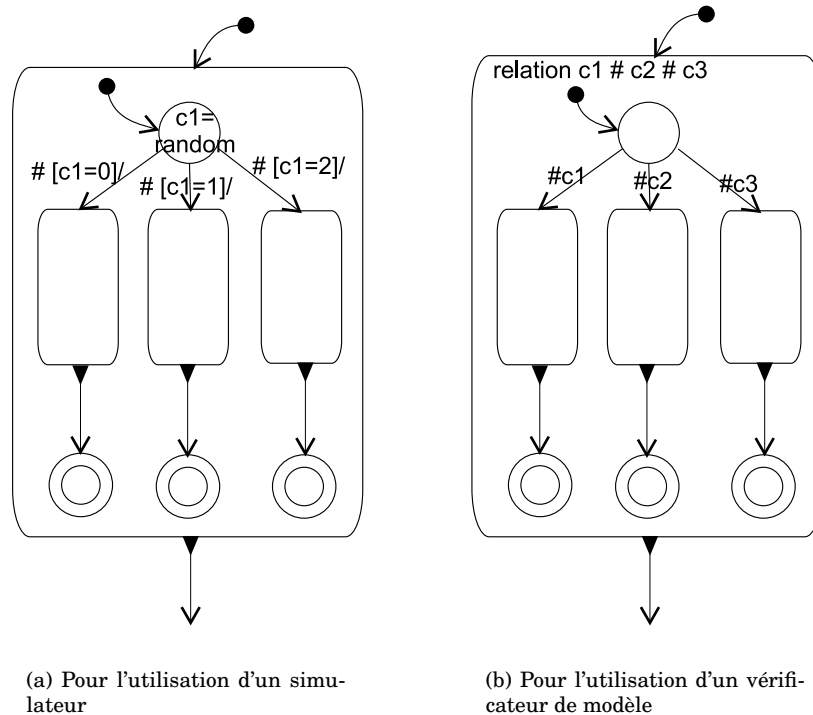 c1=
random
# [c1=0]/
# [c1=1]/
# [c1=2]/
(a) Pour l'utilisation d'un simu-
lateur
relation c1 # c2 # c3
#c1
#c2
#c3
(b) Pour l'utilisation d'un vérifi-
cateur de modèle